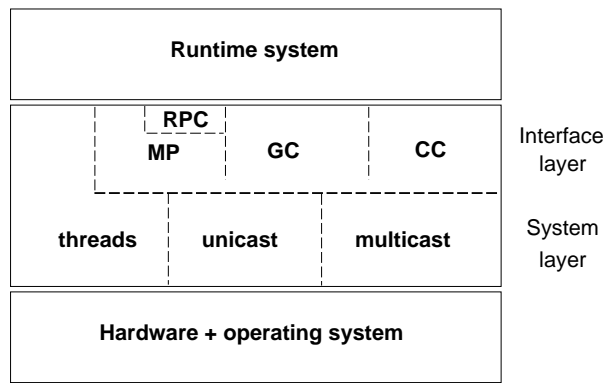 Runtime system
RPC
MP GC CC
Interface
layer
threads unicast multicast
System
layer
Hardware + operating system